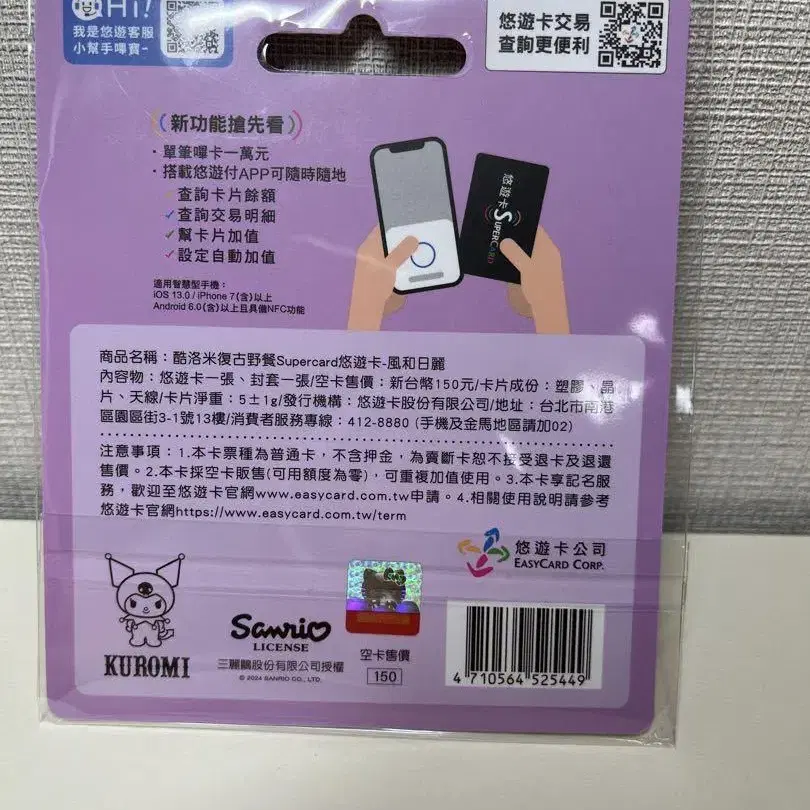 Hi!
我是悠遊客服
小幫手嗶寶~
悠遊卡交易
查詢更便利
新功能搶先看
·單筆嗶卡一萬元
·搭載悠遊付APP可隨時隨地
✓查詢卡片餘額
✓查詢交易明細
✓幫卡片加值
✓設定自動加值
悠遊卡 SUPERCARD
適用智慧型手機：
iOS 13.0 / iPhone 7(含)以上
Android 6.0(含)以上且具備NFC功能
商品名稱：酷洛米復古野餐Supercard悠遊卡-風和日麗
內容物：悠遊卡一張、封套一張/空卡售價：新台幣150元/卡片成份：塑膠、晶
片、天線/卡片淨重：5±1g/發行機構：悠遊卡股份有限公司/地址：台北市南港
區園區街3-1號13樓/消費者服務專線：412-8880 (手機及金馬地區請加02)
注意事項：1.本卡票種為普通卡，不含押金，為賣斷卡恕不接受退卡及退還
售價。2.本卡採空卡販售(可用額度為零)，可重複加值使用。3.本卡享記名服
務，歡迎至悠遊卡官網www.easycard.com.tw申請。4.相關使用說明請參考
悠遊卡官網https://www.easycard.com.tw/term
悠遊卡公司
EASYCARD CORP.
KUROMI
Sanrio
LICENSE
三麗鷗股份有限公司授權
© 2024 SANRIO CO., LTD.
空卡售價
150
4 710564 525449